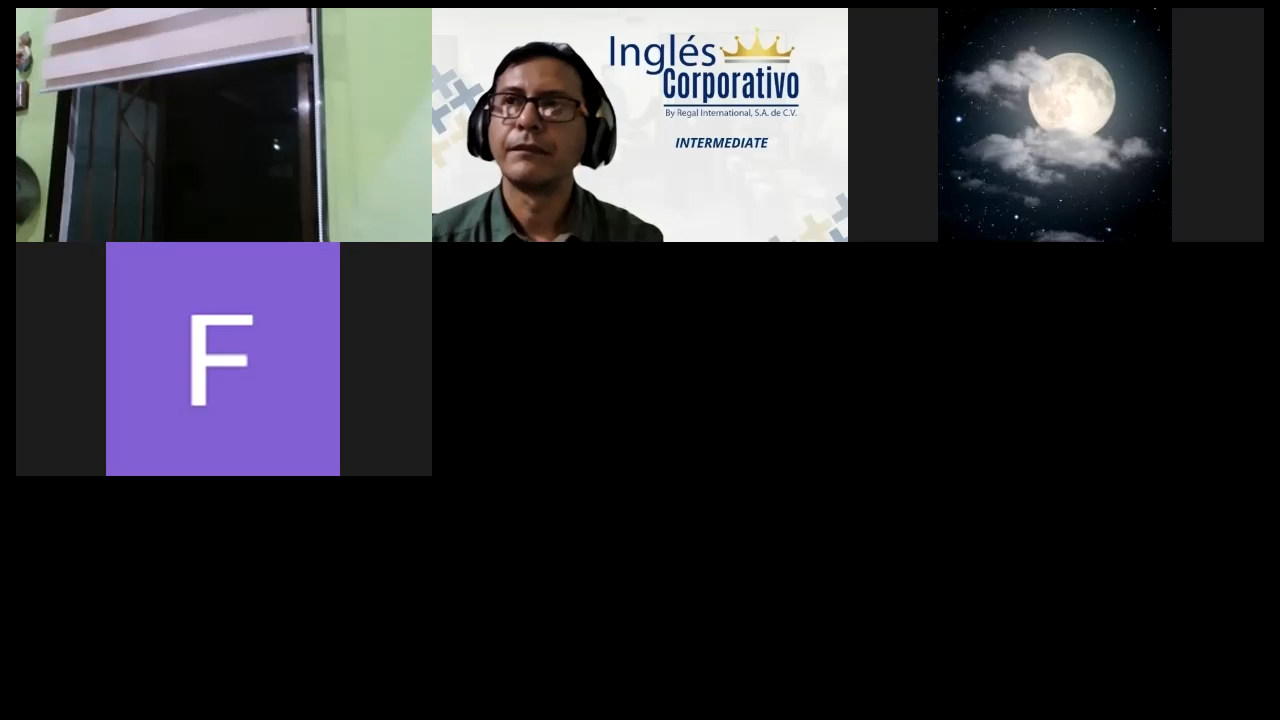 Inglés
Corporativo
By Regal International, S.A. de C.V.
INTERMEDIATE
F